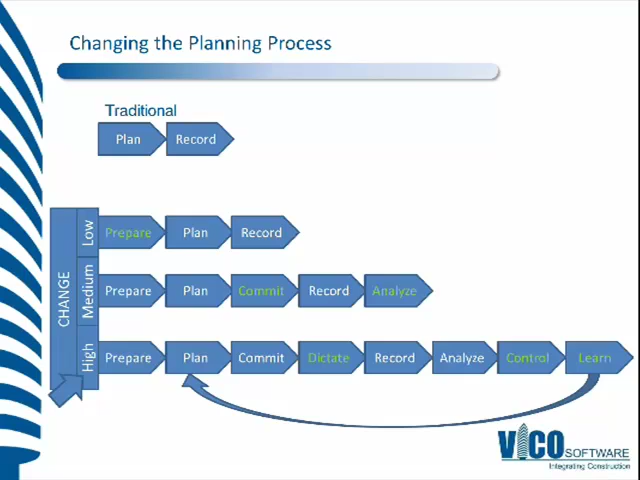 Changing the Planning Process
Traditional
Plan Record
CHANGE
Low Prepare Plan Record
Medium Prepare Plan Commit Record Analyze
High Prepare Plan Commit Dictate Record Analyze Control Learn
VICO SOFTWARE
Integrating Construction